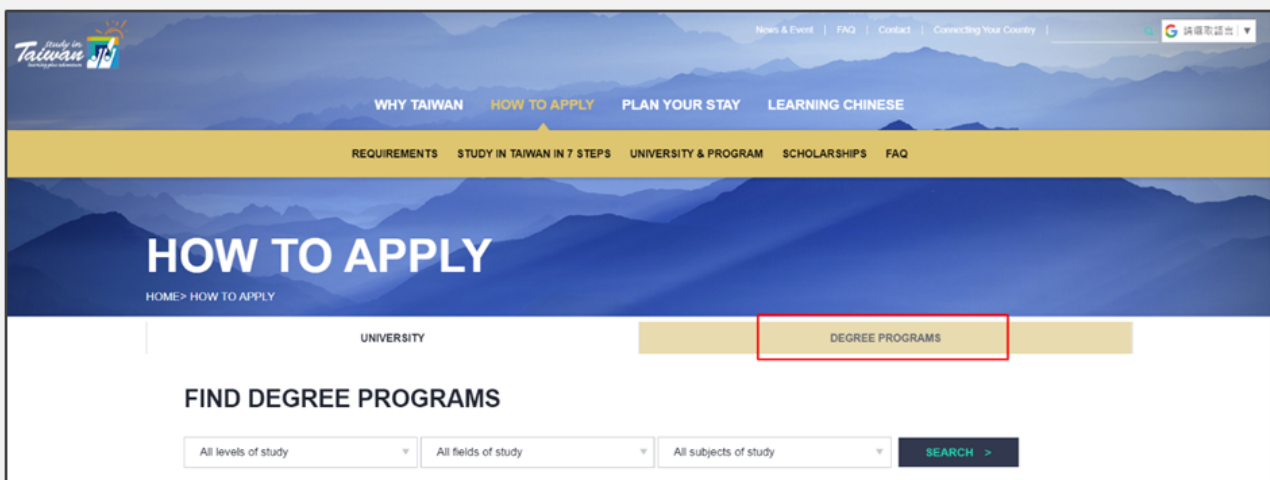 Study in
Taiwan
learning plus adventure
News & Event | FAQ | Contact | Connecting Your Country |
G 請選取語言 | ▼
WHY TAIWAN HOW TO APPLY PLAN YOUR STAY LEARNING CHINESE
REQUIREMENTS STUDY IN TAIWAN IN 7 STEPS UNIVERSITY & PROGRAM SCHOLARSHIPS FAQ
HOW TO APPLY
HOME> HOW TO APPLY
UNIVERSITY DEGREE PROGRAMS
FIND DEGREE PROGRAMS
All levels of study ▼ All fields of study ▼ All subjects of study ▼ SEARCH >